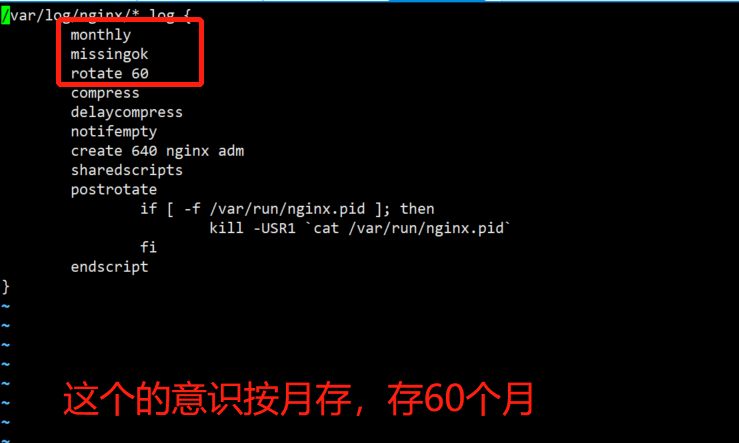 /var/log/nginx/*.log {
monthly
missingok
rotate 60
compress
delaycompress
notifempty
create 640 nginx adm
sharedscripts
postrotate
if [ -f /var/run/nginx.pid ]; then
kill -USR1 `cat /var/run/nginx.pid`
fi
endscript
}
~
~
~
~
~
这个的意识按月存，存60个月
~
~
~